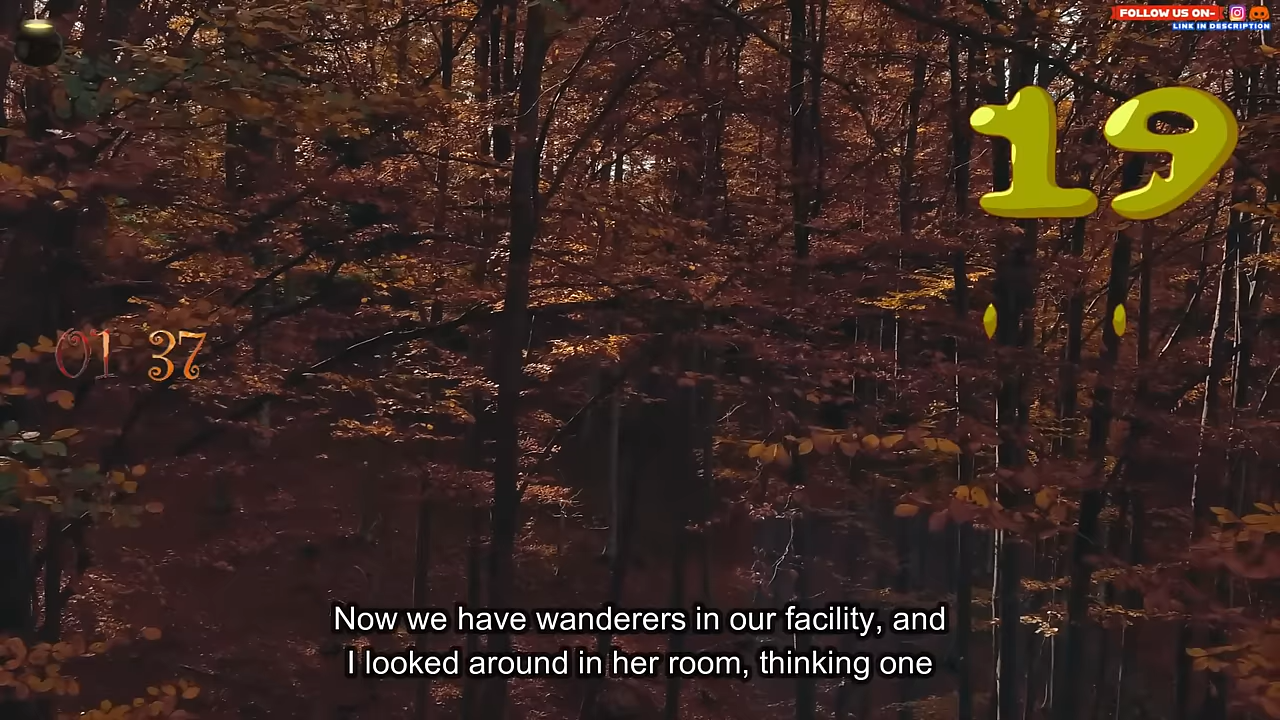 FOLLOW US ON-
LINK IN DESCRIPTION
19
01 37
Now we have wanderers in our facility, and
I looked around in her room, thinking one